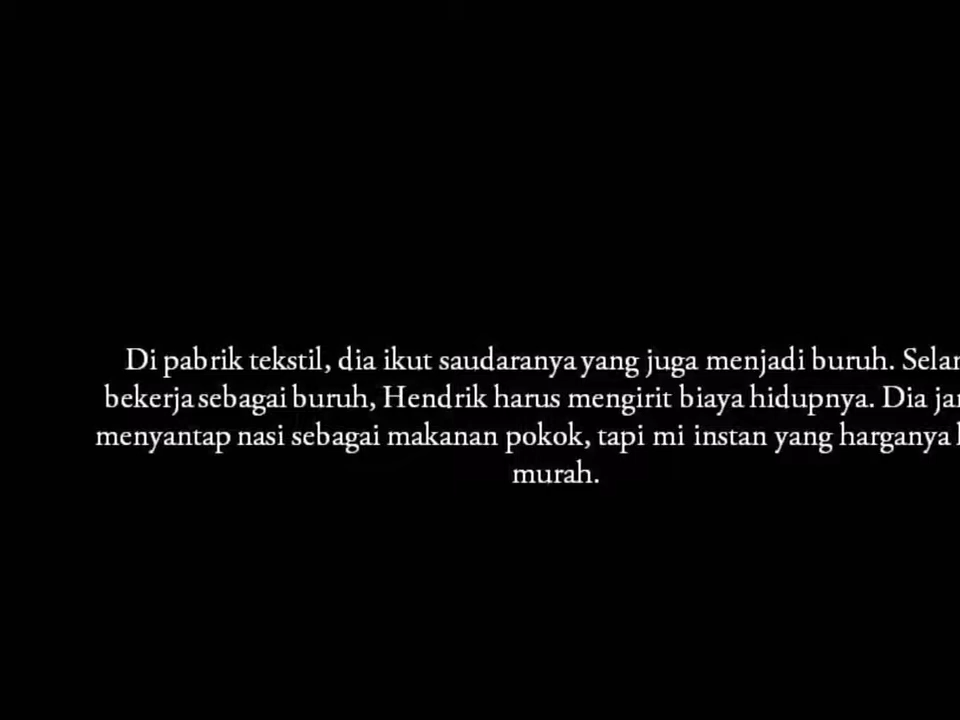 Di pabrik tekstil, dia ikut saudaranya yang juga menjadi buruh.
bekerja sebagai buruh, Hendrik harus mengirit biaya hidupnya. Dia
menyantap nasi sebagai makanan pokok, tapi mi instan yang harganya
murah.